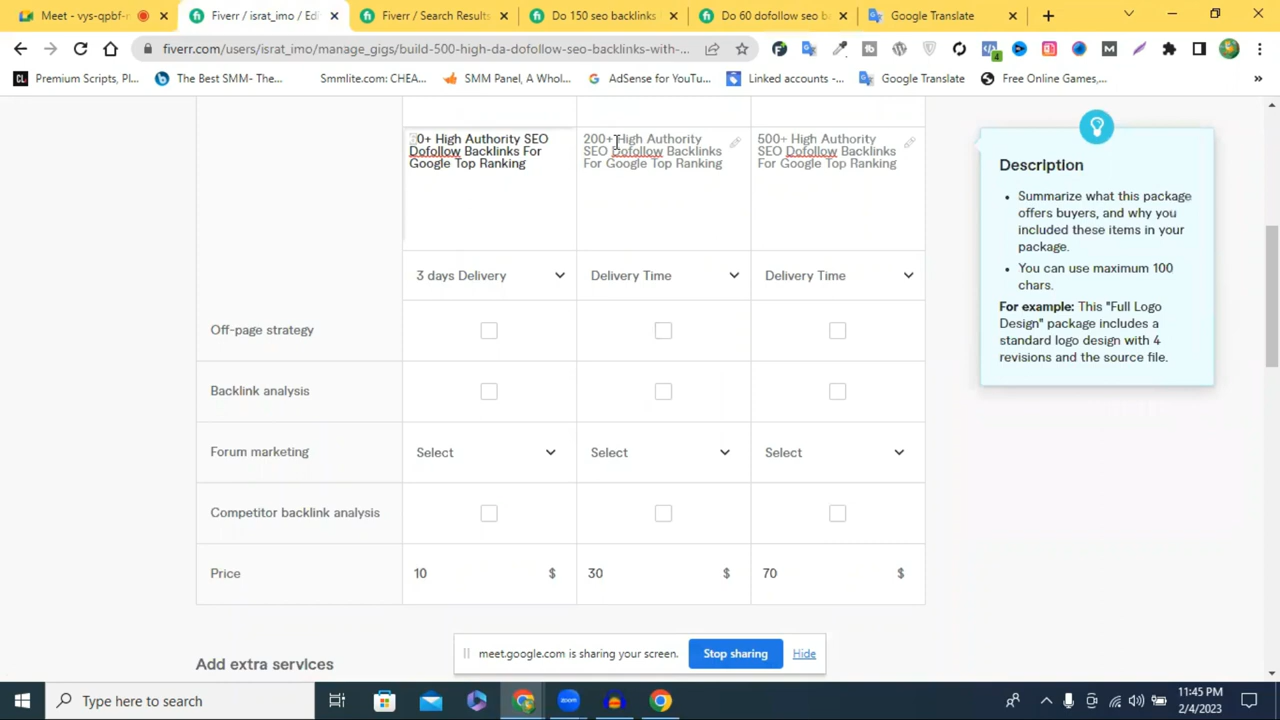 Meet - vys-qpbf-r
Fiverr / israt_imo / Edi
Fiverr / Search Results
Do 150 seo backlinks
Do 60 dofollow seo b
Google Translate
fiverr.com/users/israt_imo/manage_gigs/build-500-high-da-dofollow-seo-backlinks-with-...
4
Premium Scripts, Pl...
The Best SMM- The...
Smmlite.com: CHEA...
SMM Panel, A Whol...
AdSense for YouTu...
Linked accounts -...
Google Translate
Free Online Games,...
0+ High Authority SEO
Dofollow Backlinks For
Google Top Ranking
200+ High Authority
SEO Dofollow Backlinks
For Google Top Ranking
500+ High Authority
SEO Dofollow Backlinks
For Google Top Ranking
3 days Delivery
Delivery Time
Delivery Time
Off-page strategy
Backlink analysis
Forum marketing
Select
Select
Select
Competitor backlink analysis
Price
10 $
30 $
70 $
Add extra services
Description
• Summarize what this package
offers buyers, and why you
included these items in your
package.
• You can use maximum 100
chars.
For example: This "Full Logo
Design" package includes a
standard logo design with 4
revisions and the source file.
meet.google.com is sharing your screen.
Stop sharing
Hide
Type here to search
11:45 PM
2/4/2023